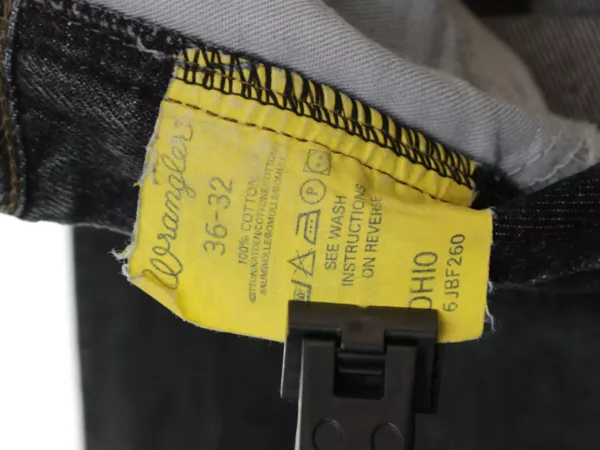 Wrangler
36-32
100% COTTON
SEE WASH
INSTRUCTIONS
ON REVERSE
OHIO
6JBF260